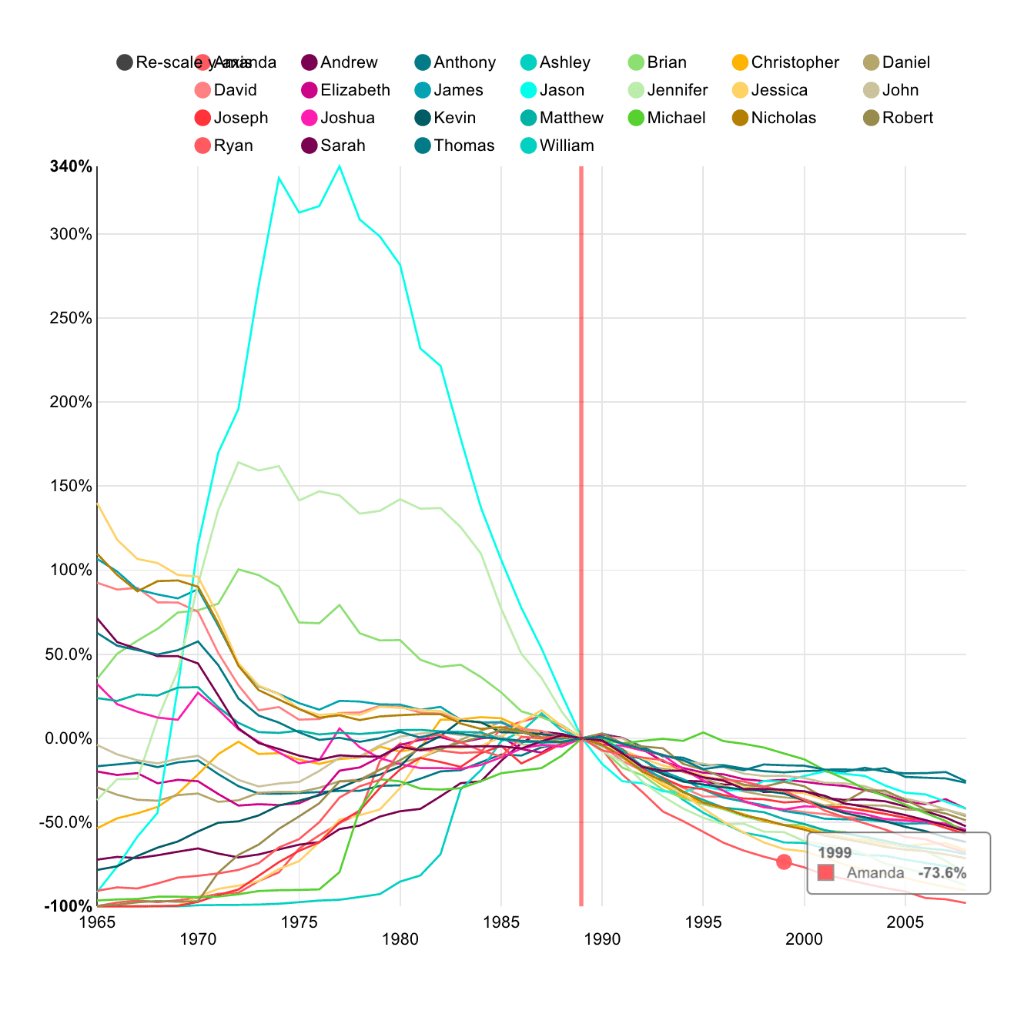 Re-scale y-axis Amanda Andrew Anthony Ashley Brian Christopher Daniel
David Elizabeth James Jason Jennifer Jessica John
Joseph Joshua Kevin Matthew Michael Nicholas Robert
Ryan Sarah Thomas William
340%
300%
250%
200%
150%
100%
50.0%
0.00%
-50.0%
-100%
1999
Amanda -73.6%
1965 1975 1985 1995 2005
1970 1980 1990 2000